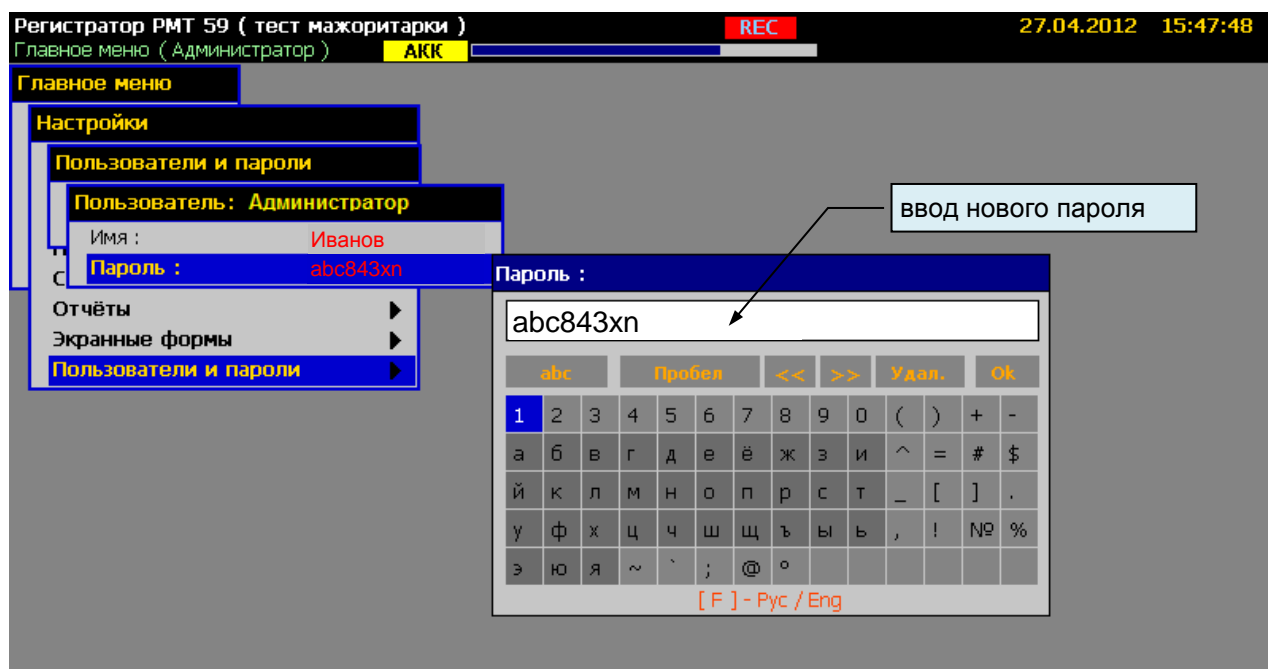 Регистратор РМТ 59 ( тест мажоритарки ) REC 27.04.2012 15:47:48
Главное меню ( Администратор ) АКК
Главное меню
Настройки
Пользователи и пароли
Пользователь: Администратор
Имя : Иванов
Пароль : abc843xn
С
Отчёты
Экранные формы
Пользователи и пароли
ввод нового пароля
Пароль :
abc843xn
abc Пробел << >> Удал. Ok
1 2 3 4 5 6 7 8 9 0 ( ) + -
а б в г д е ё ж з и ^ = # $
й к л м н о п р с т _ [ ] .
у ф х ц ч ш щ ъ ы ь , ! № %
э ю я ~ ` ; @ °
[ F ] - Рус / Eng